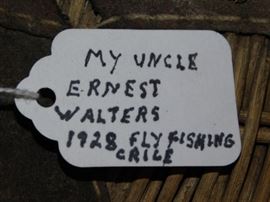 MY UNCLE
ERNEST
WALTERS
1928 FLY FISHING
CRILE